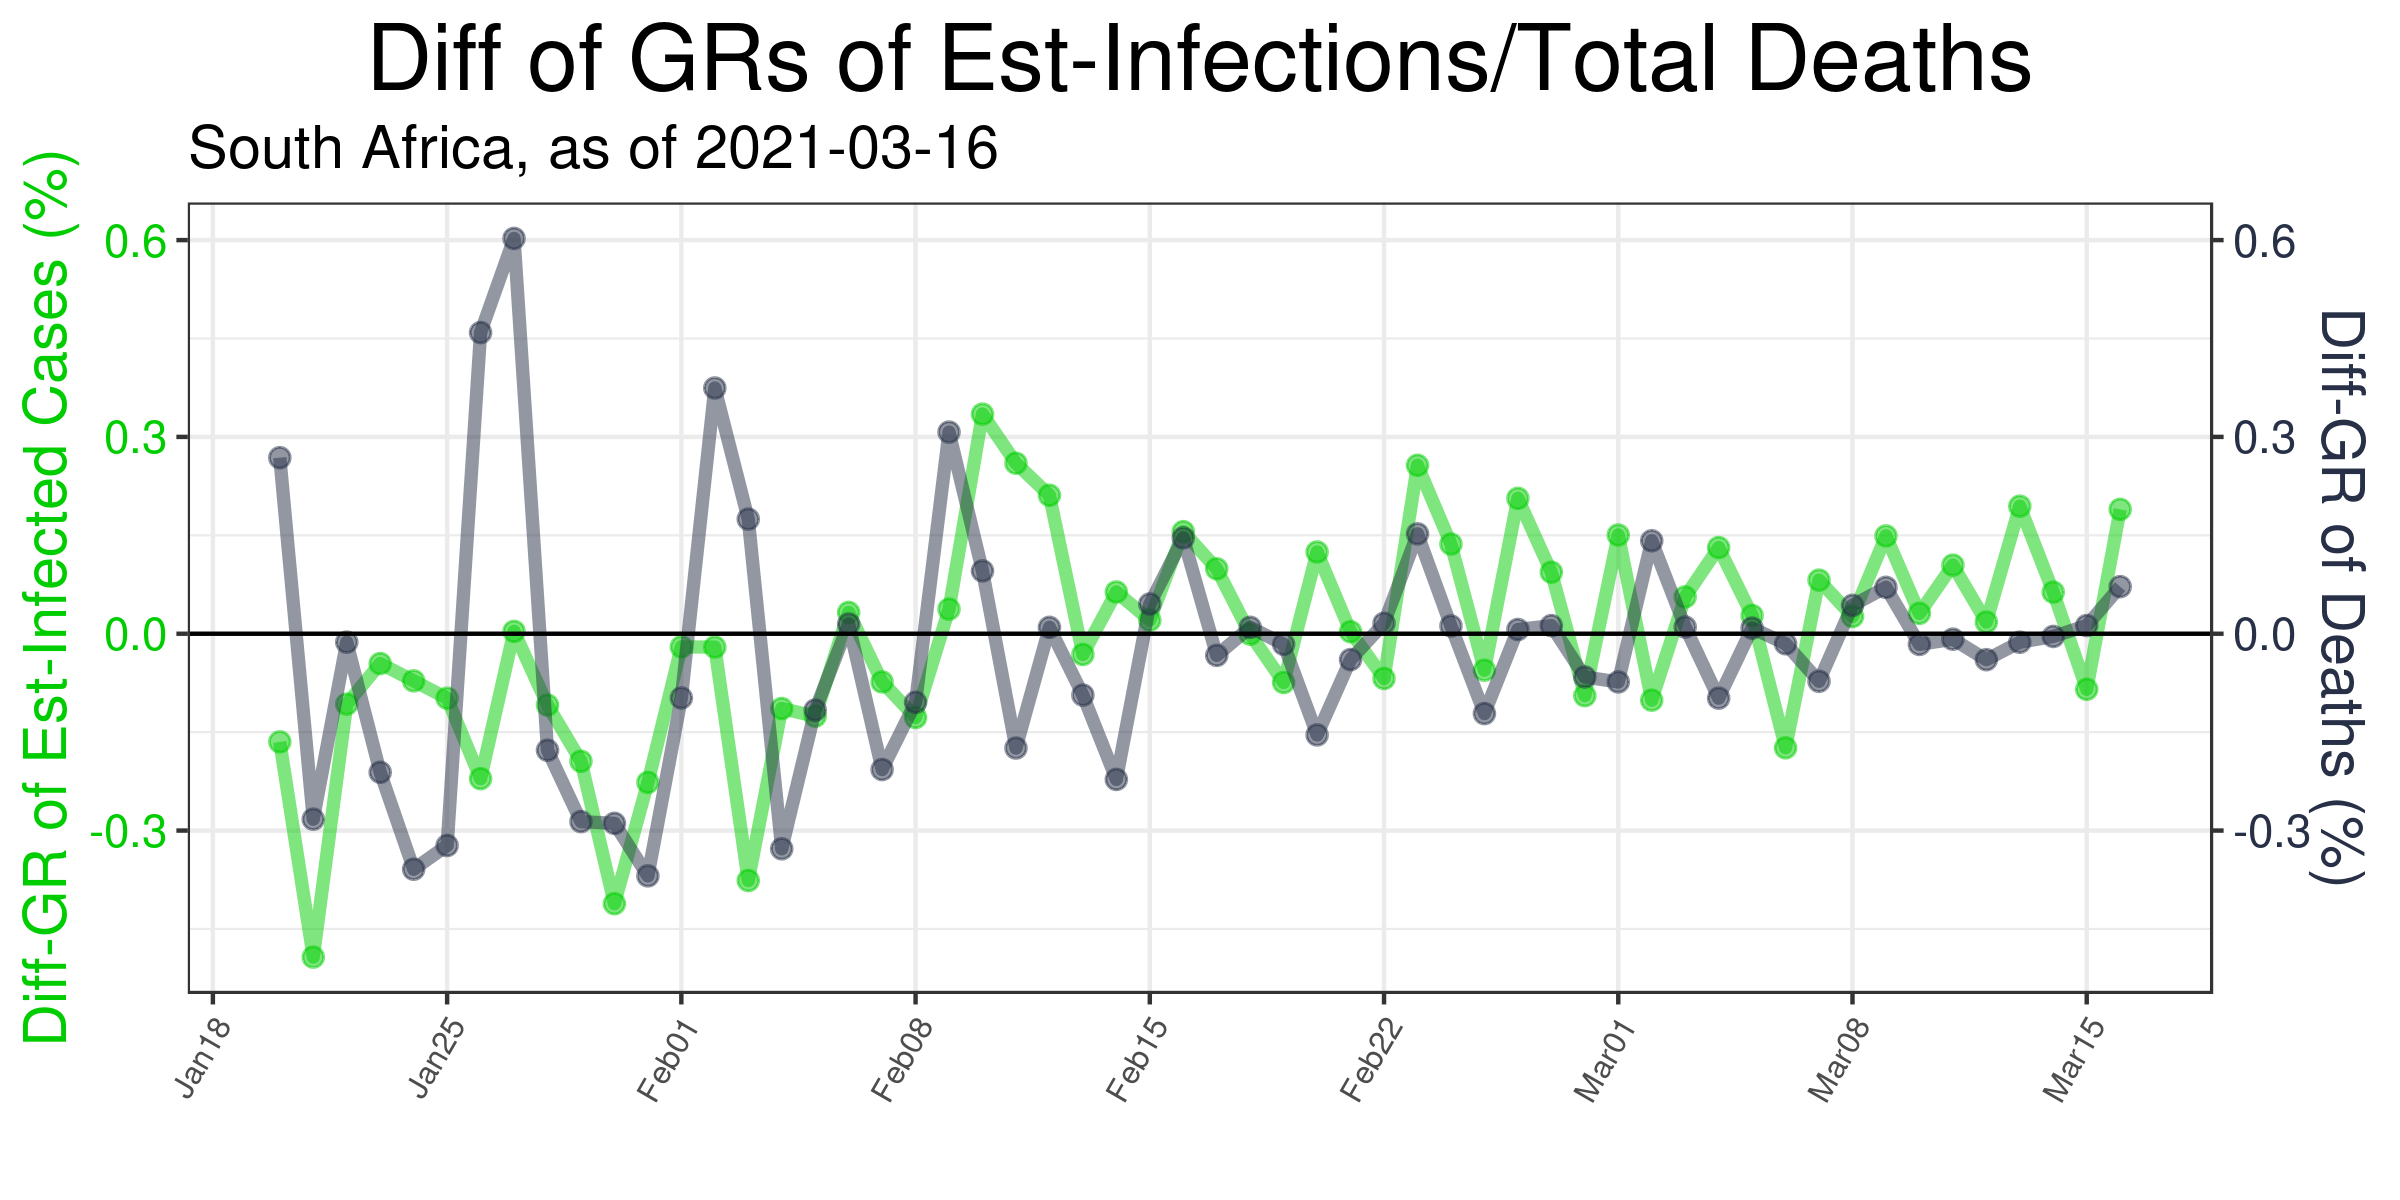 Diff of GRs of Est-Infections/Total Deaths
South Africa, as of 2021-03-16
Diff-GR of Est-Infected Cases (%)
0.6
0.3
0.0
-0.3
0.6
0.3
0.0
-0.3
Diff-GR of Deaths (%)
Jan18
Jan25
Feb01
Feb08
Feb15
Feb22
Mar01
Mar08
Mar15